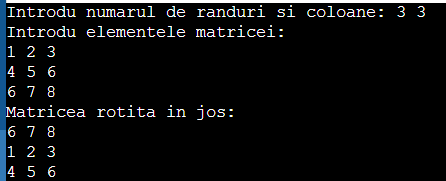 Introdu numarul de randuri si coloane: 3 3
Introdu elementele matricei:
1 2 3
4 5 6
6 7 8
Matricea rotita in jos:
6 7 8
1 2 3
4 5 6